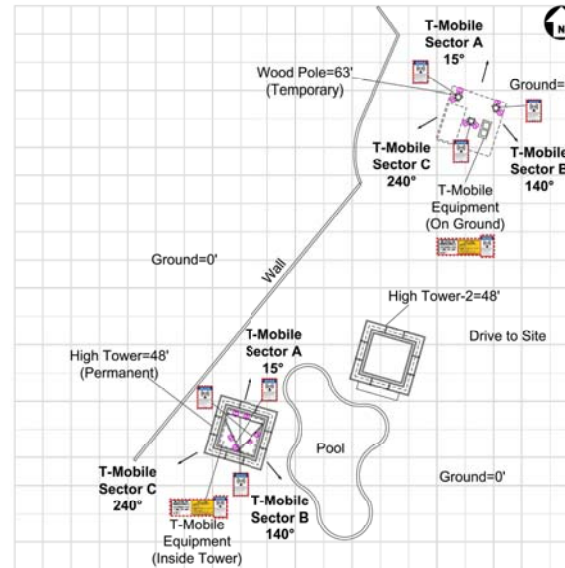 T-Mobile
Sector A
15°
N
Wood Pole=63'
(Temporary)
Ground=
T-Mobile
Sector C
240°
T-Mobile
Sector B
140°
T-Mobile
Equipment
(On Ground)
Ground=0'
Wall
High Tower-2=48'
T-Mobile
Sector A
15°
Drive to Site
High Tower=48'
(Permanent)
Pool
T-Mobile
Sector C
240°
Ground=0'
T-Mobile
Sector B
140°
T-Mobile
Equipment
(Inside Tower)